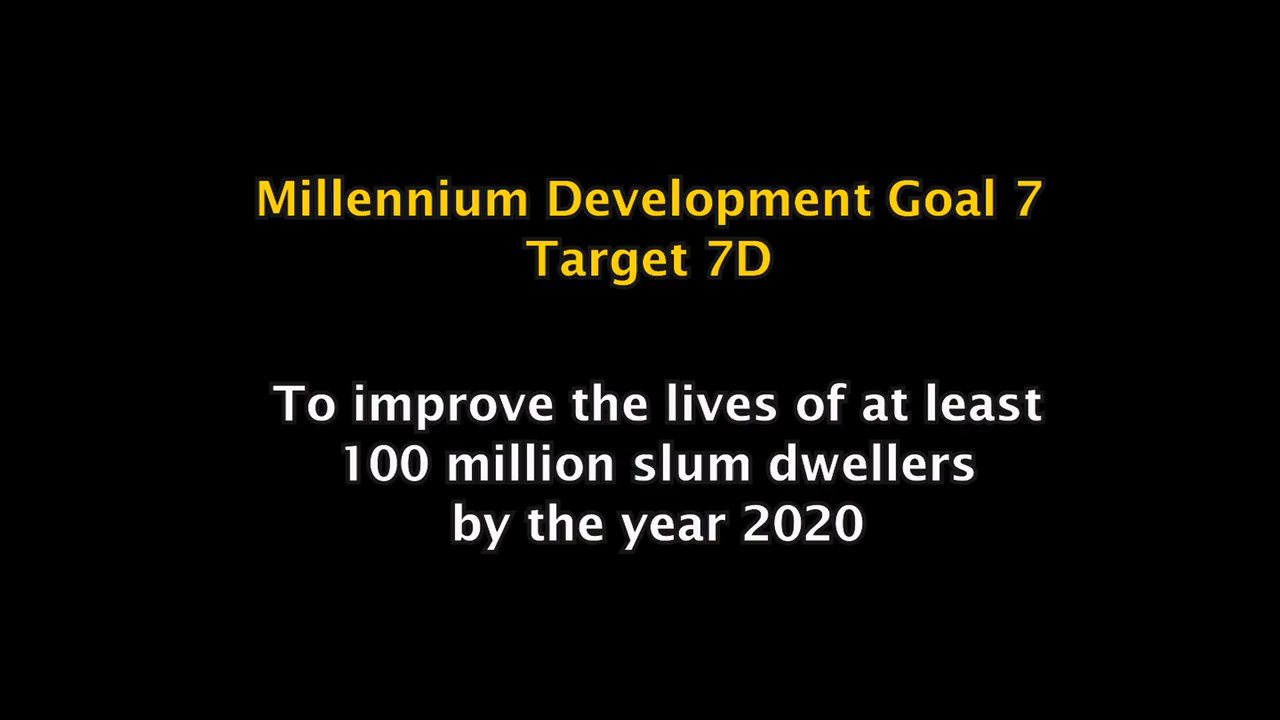 Millennium Development Goal 7
Target 7D
To improve the lives of at least
100 million slum dwellers
by the year 2020